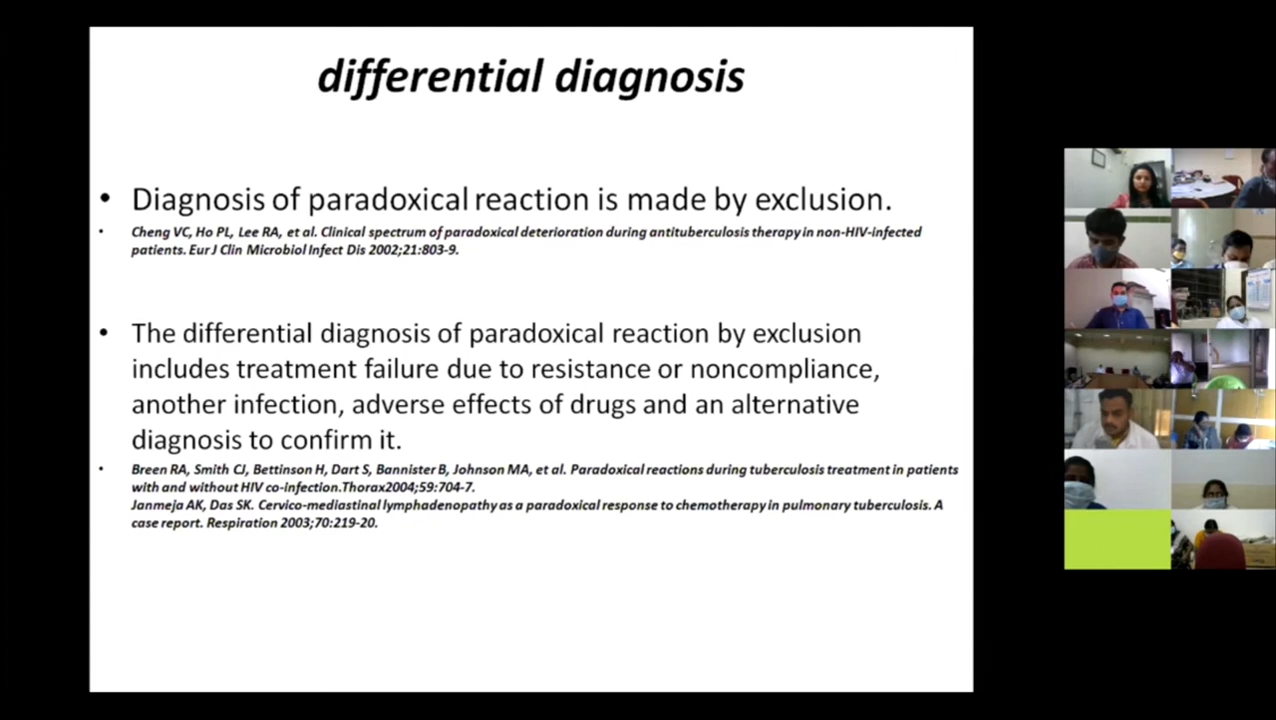 differential diagnosis
• Diagnosis of paradoxical reaction is made by exclusion.
• Cheng VC, Ho PL, Lee RA, et al. Clinical spectrum of paradoxical deterioration during antituberculosis therapy in non-HIV-infected
patients. Eur J Clin Microbiol Infect Dis 2002;21:803-9.
• The differential diagnosis of paradoxical reaction by exclusion
includes treatment failure due to resistance or noncompliance,
another infection, adverse effects of drugs and an alternative
diagnosis to confirm it.
• Breen RA, Smith CJ, Bettinson H, Dart S, Bannister B, Johnson MA, et al. Paradoxical reactions during tuberculosis treatment in patients
with and without HIV co-infection.Thorax2004;59:704-7.
Janmeja AK, Das SK. Cervico-mediastinal lymphadenopathy as a paradoxical response to chemotherapy in pulmonary tuberculosis. A
case report. Respiration 2003;70:219-20.